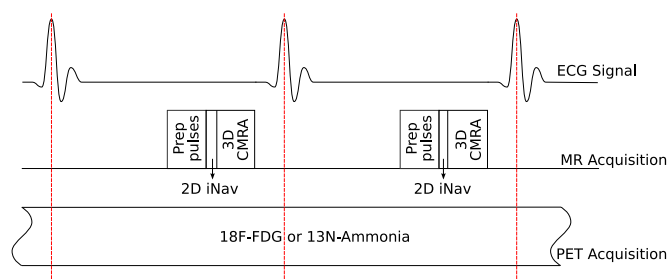 ECG Signal
Prep
pulses
3D
CMRA
Prep
pulses
3D
CMRA
MR Acquisition
2D iNav
2D iNav
18F-FDG or 13N-Ammonia
PET Acquisition